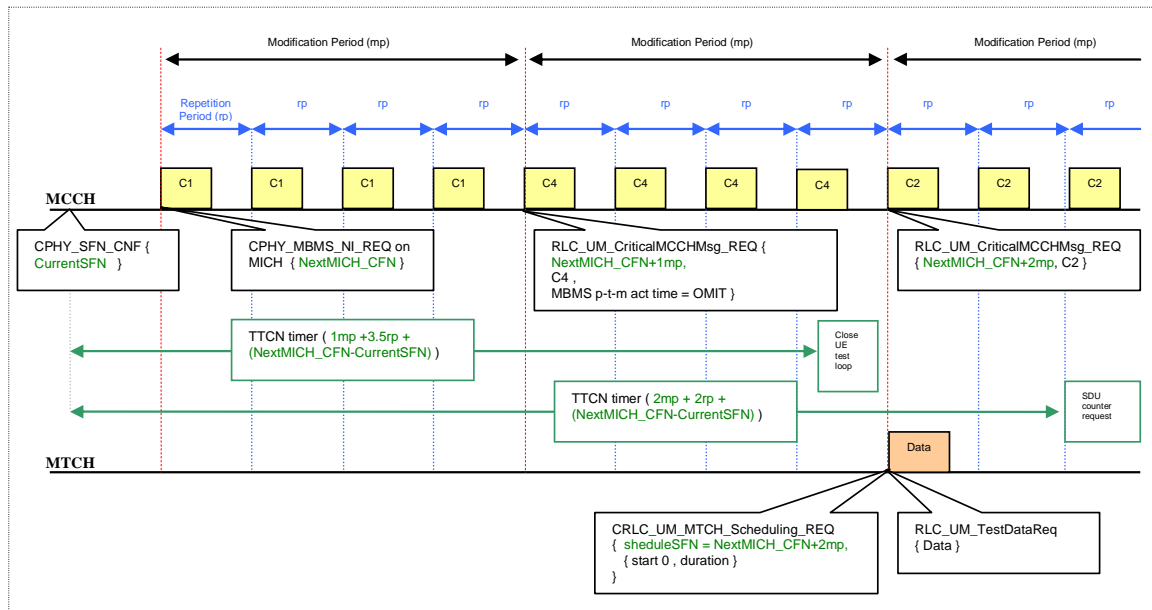 Modification Period (mp)
Modification Period (mp)
Modification Period (mp)
Repetition
Period (rp)
rp
rp
rp
rp
rp
rp
rp
rp
rp
rp
C1
C1
C1
C1
C4
C4
C4
C4
C2
C2
C2
MCCH
CPHY_SFN_CNF {
CurrentSFN }
CPHY_MBMS_NI_REQ on
MICH { NextMICH_CFN }
RLC_UM_CriticalMCCHMsg_REQ {
NextMICH_CFN+1mp,
C4 ,
MBMS p-t-m act time = OMIT }
RLC_UM_CriticalMCCHMsg_REQ
{ NextMICH_CFN+2mp, C2 }
TTCN timer ( 1mp +3.5rp +
(NextMICH_CFN-CurrentSFN) )
Close
UE
test
loop
TTCN timer ( 2mp + 2rp +
(NextMICH_CFN-CurrentSFN) )
SDU
counter
request
Data
MTCH
CRLC_UM_MTCH_Scheduling_REQ
{ sheduleSFN = NextMICH_CFN+2mp,
{ start 0 , duration }
}
RLC_UM_TestDataReq
{ Data }